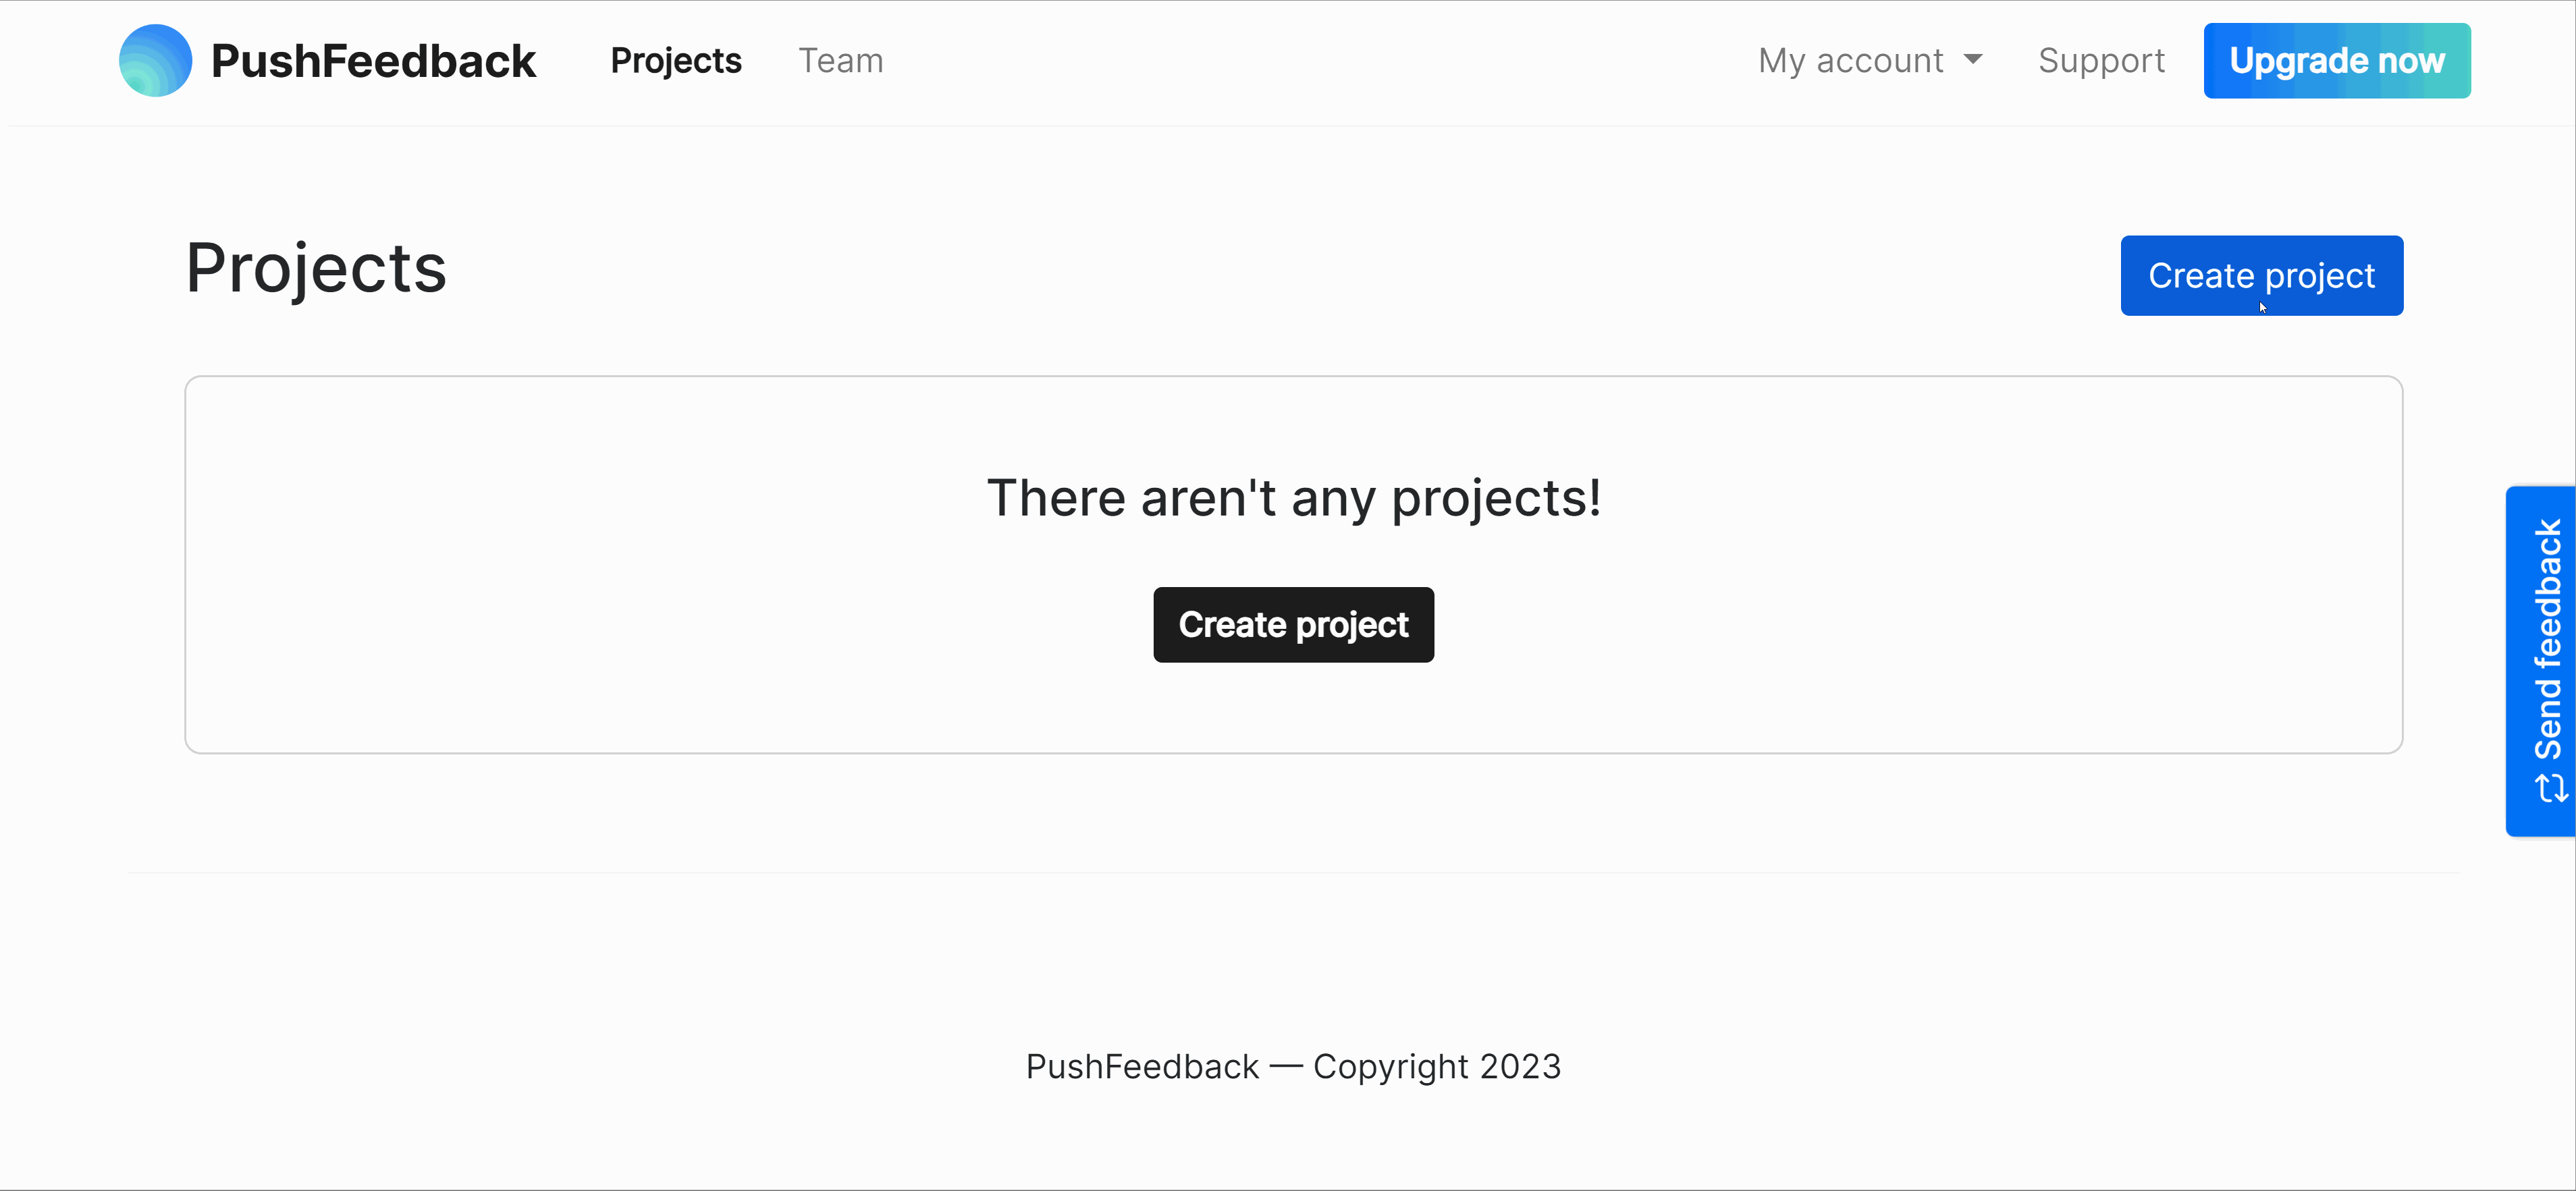 PushFeedback Projects Team My account Support Upgrade now
Projects
Create project
There aren't any projects!
Create project
Send feedback
PushFeedback — Copyright 2023